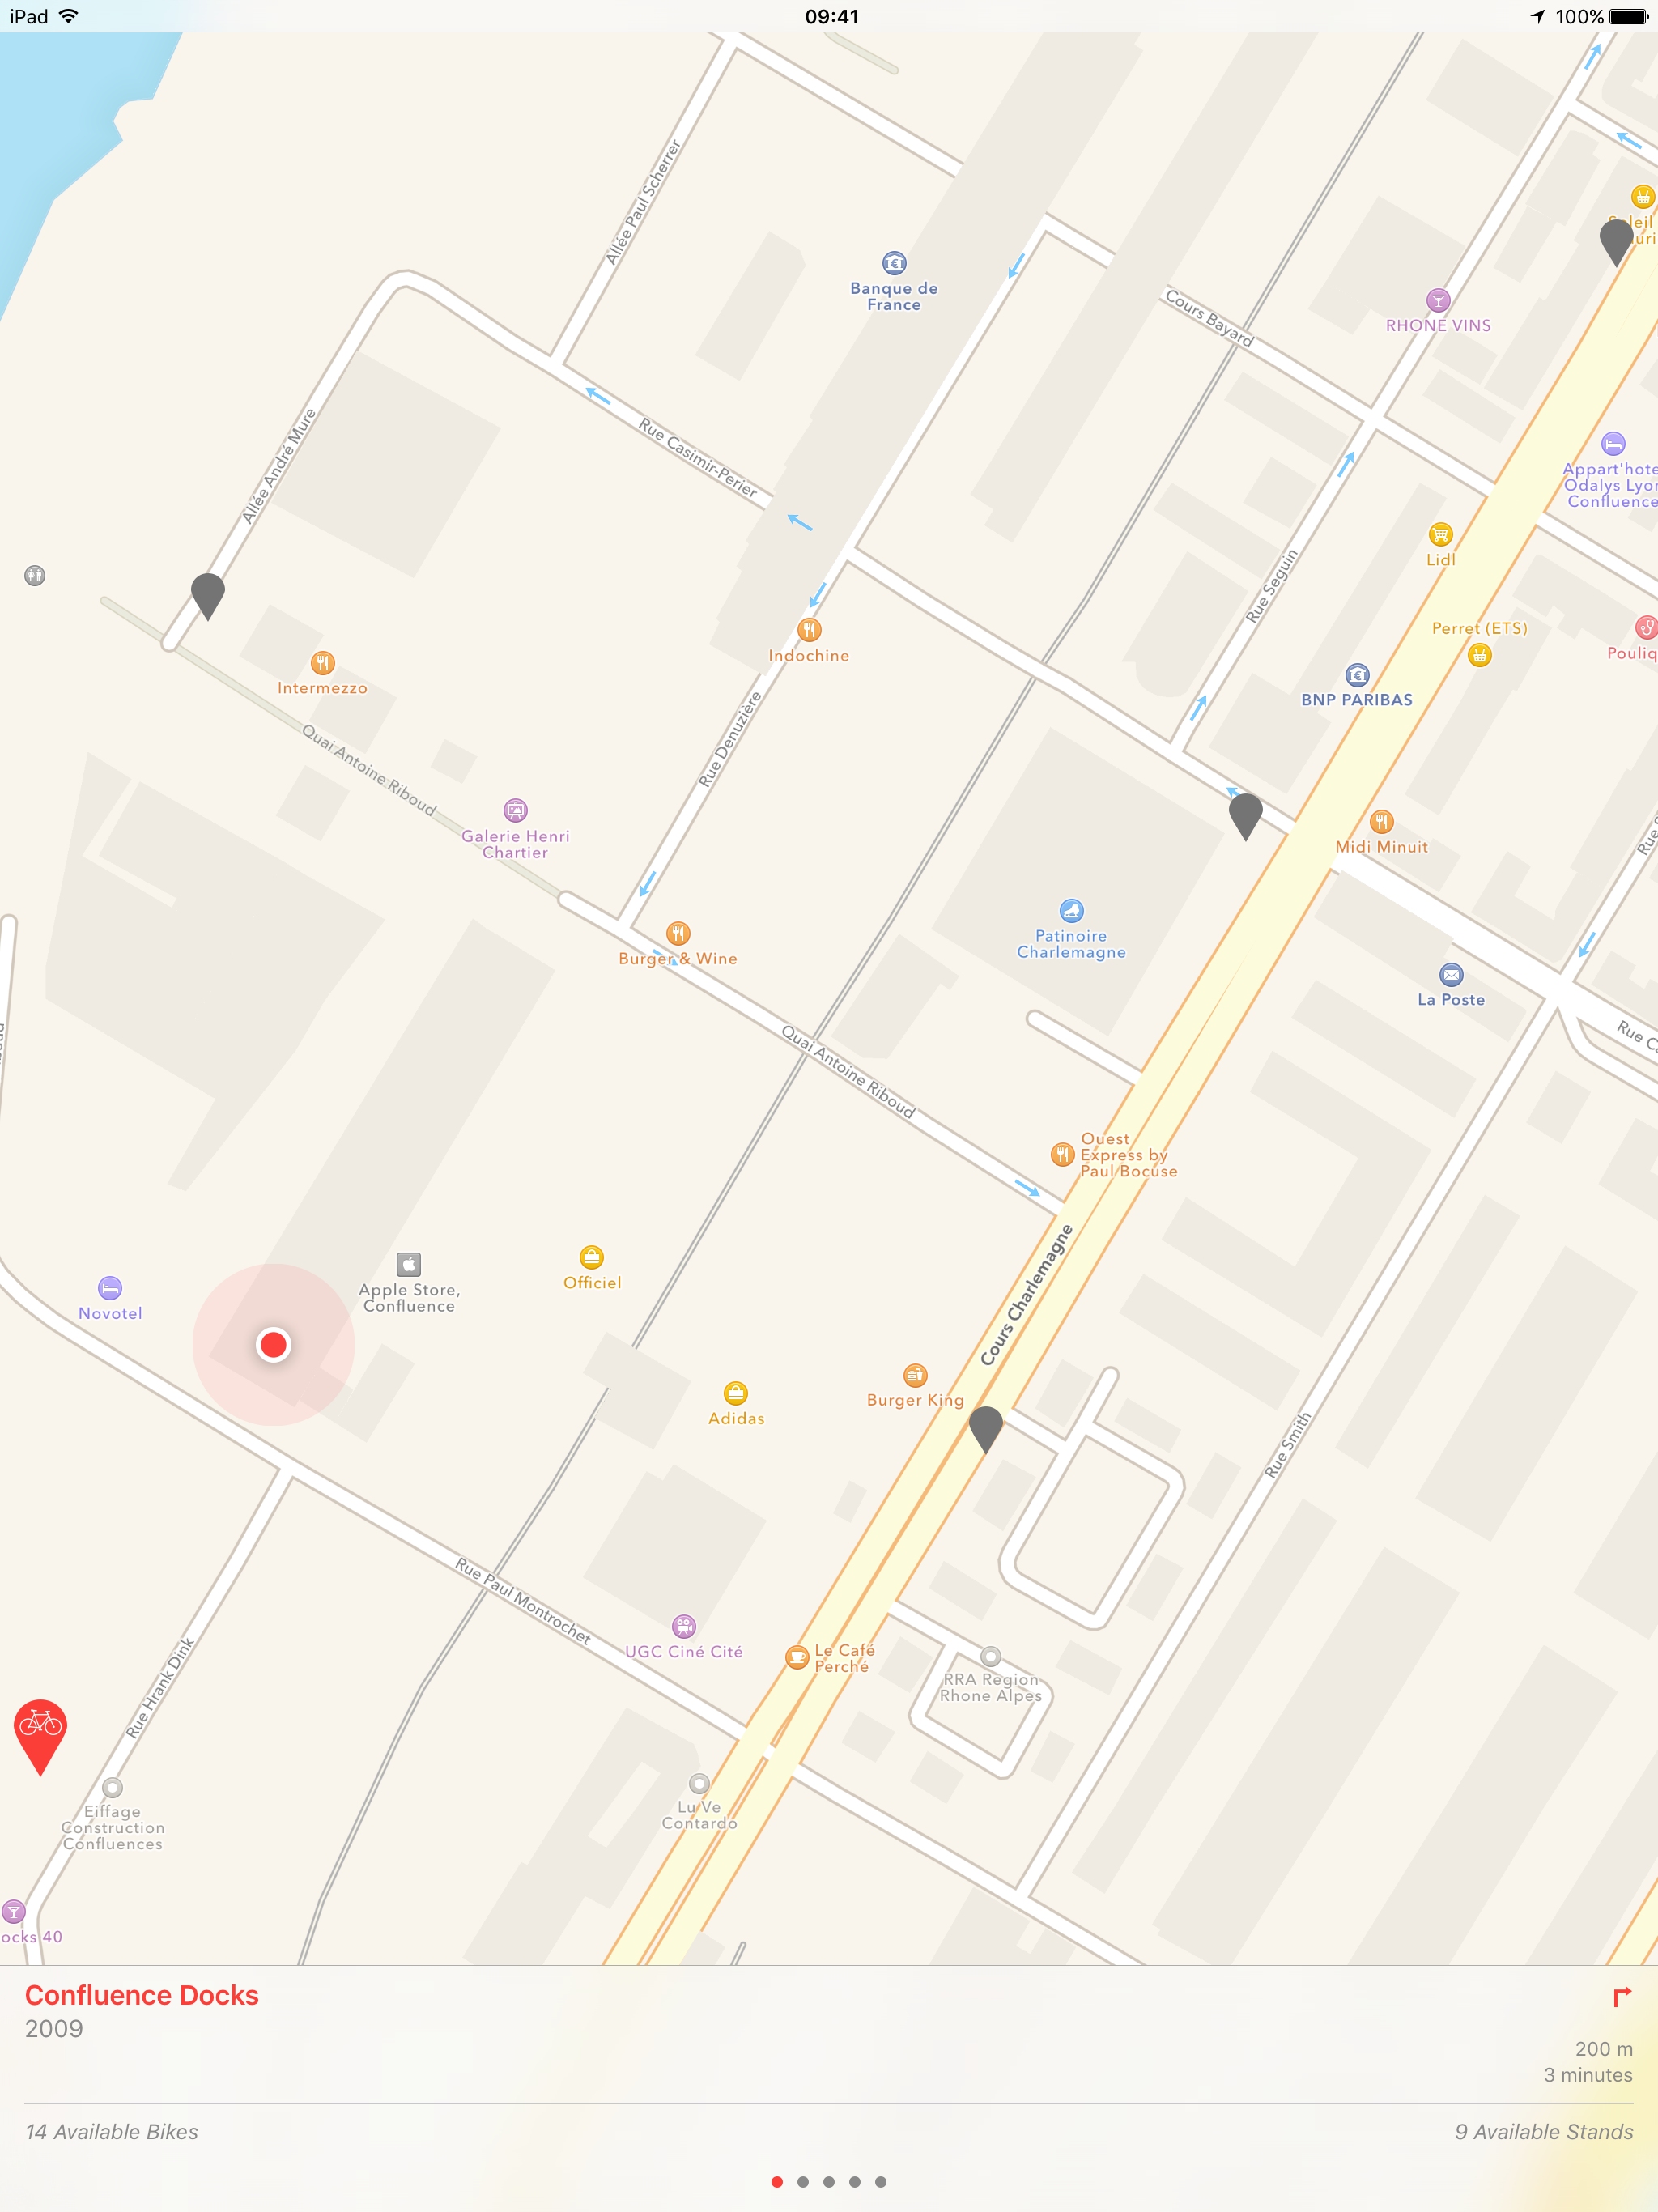 iPad
09:41
100%
Allée Paul Scherrer
Banque de
France
Cours Bayard
RHONE VINS
Allée André Mure
Rue Casimir-Perier
Appart'hote
Odalys Lyon
Confluence
Lidl
Rue Seguin
Perret (ETS)
Indochine
Intermezzo
BNP PARIBAS
Rue Denuzière
Quai Antoine Riboud
Galerie Henri
Chartier
Midi Minuit
Burger & Wine
Patinoire
Charlemagne
La Poste
Quai Antoine Riboud
Rue Ca
Ouest
Express by
Paul Bocuse
Cours Charlemagne
Apple Store,
Confluence
Officiel
Novotel
Adidas
Burger King
Rue Smith
Rue Paul Montrochet
UGC Ciné Cité
Le Café
Perché
RRA Region
Rhone Alpes
Rue Hrank Dink
Eiffage
Construction
Confluences
Lu Ve
Contardo
ocks 40
Confluence Docks
2009
200 m
3 minutes
14 Available Bikes
9 Available Stands